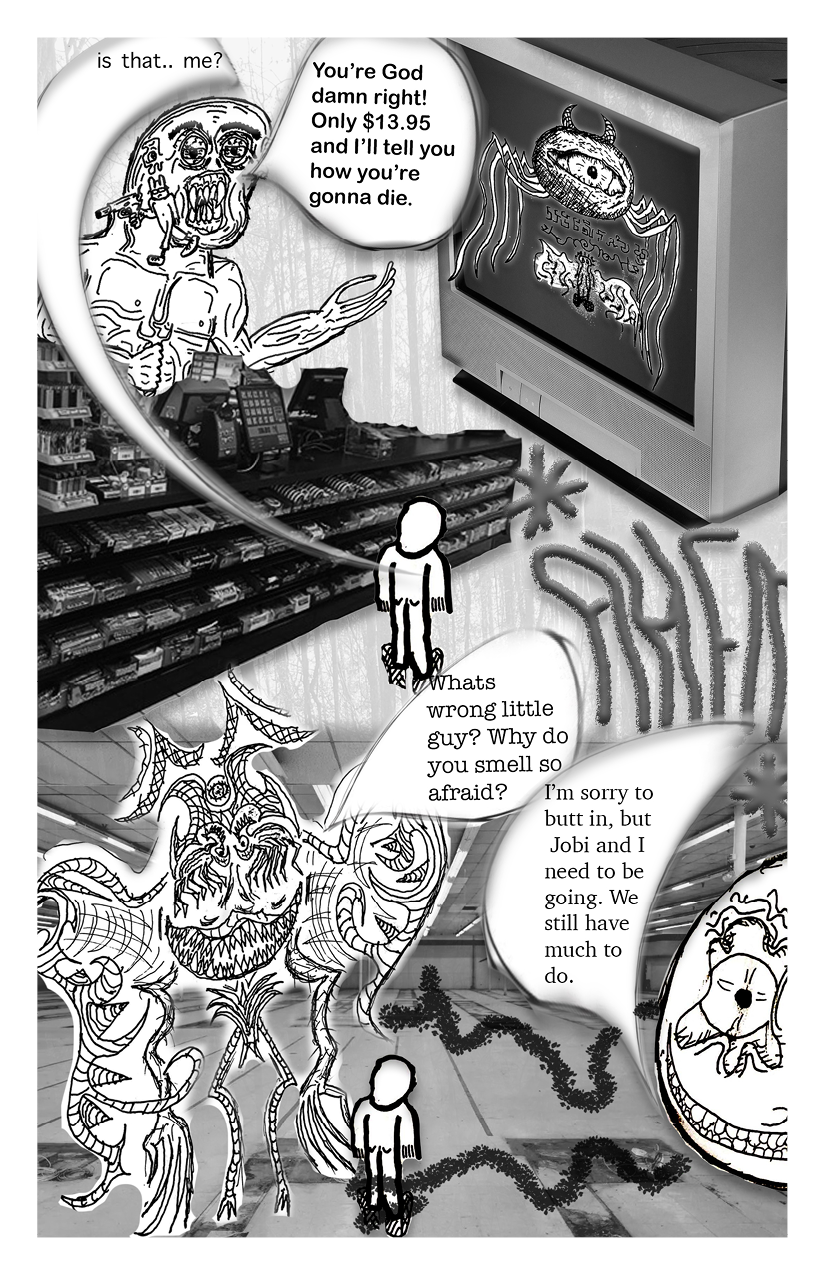 is that.. me?
You're God
damn right!
Only $13.95
and I'll tell you
how you're
gonna die.
*AHEM*
Whats
wrong little
guy? Why do
you smell so
afraid?
I'm sorry to
butt in, but
Jobi and I
need to be
going. We
still have
much to
do.